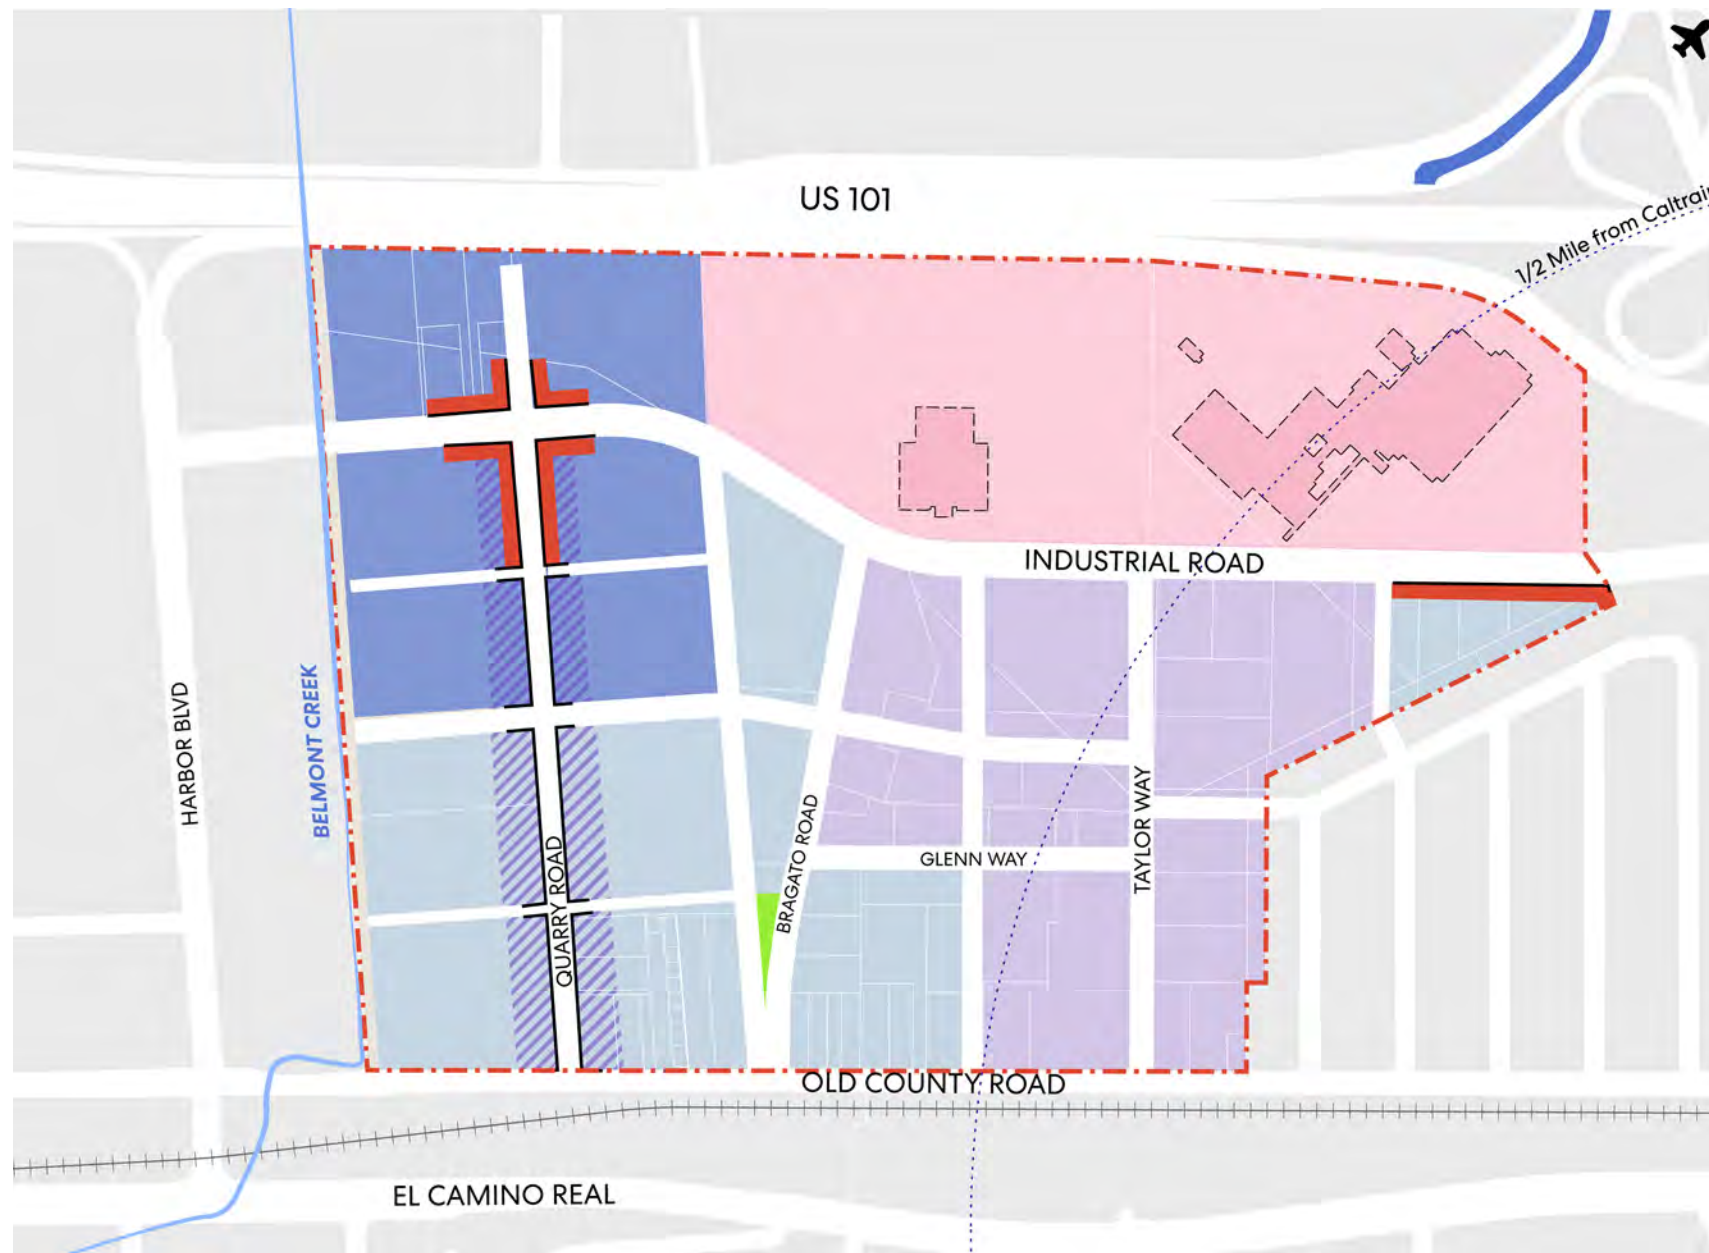 US 101
1/2 Mile from Caltrain
INDUSTRIAL ROAD
HARBOR BLVD
BELMONT CREEK
QUARRY ROAD
BRAGATO ROAD
GLENN WAY
TAYLOR WAY
OLD COUNTY ROAD
EL CAMINO REAL